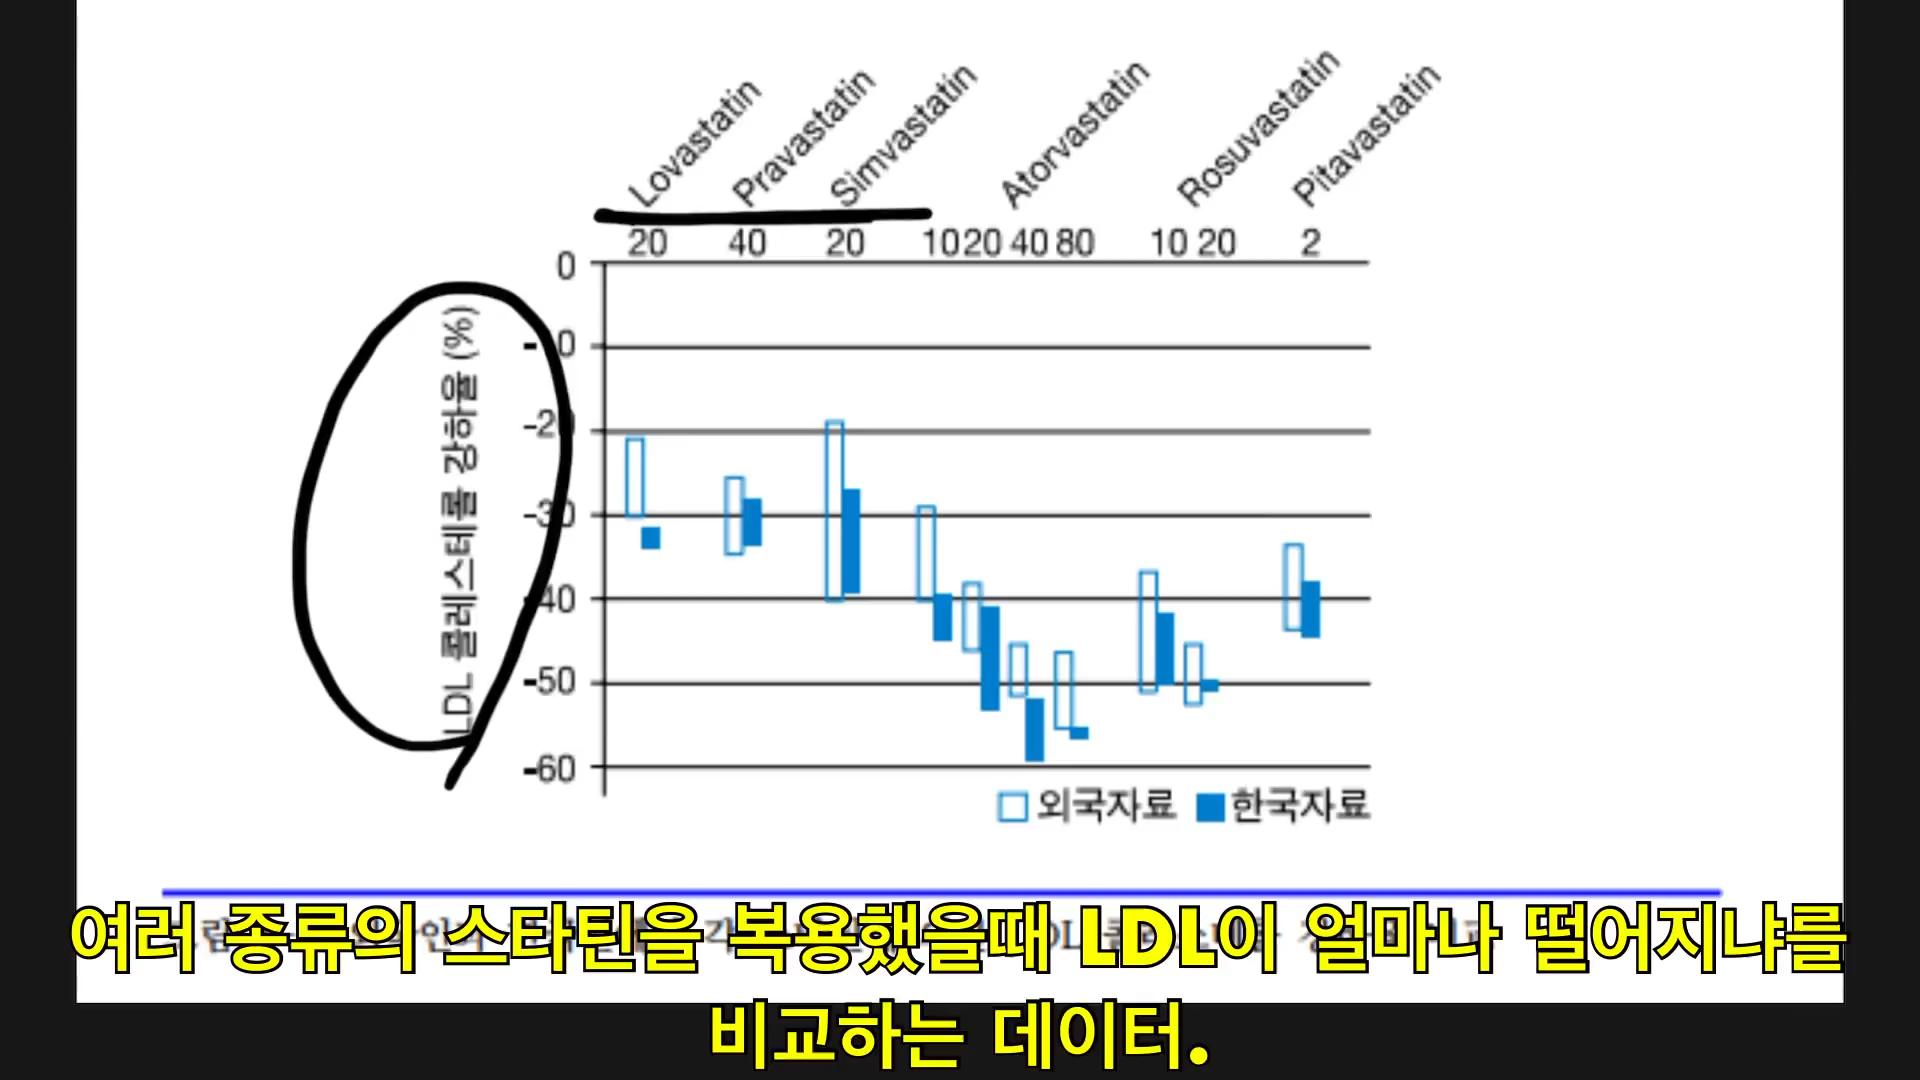 Lovastatin
Pravastatin
Simvastatin
Atorvastatin
Rosuvastatin
Pitavastatin
20 40 20 10 20 40 80 10 20 2
0
-20
-30
-40
-50
-60
LDL 콜레스테롤 강하율 (%)
외국자료 한국자료
여러 종류의 스타틴을 복용했을때 LDL이 얼마나 떨어지냐를
비교하는 데이터.